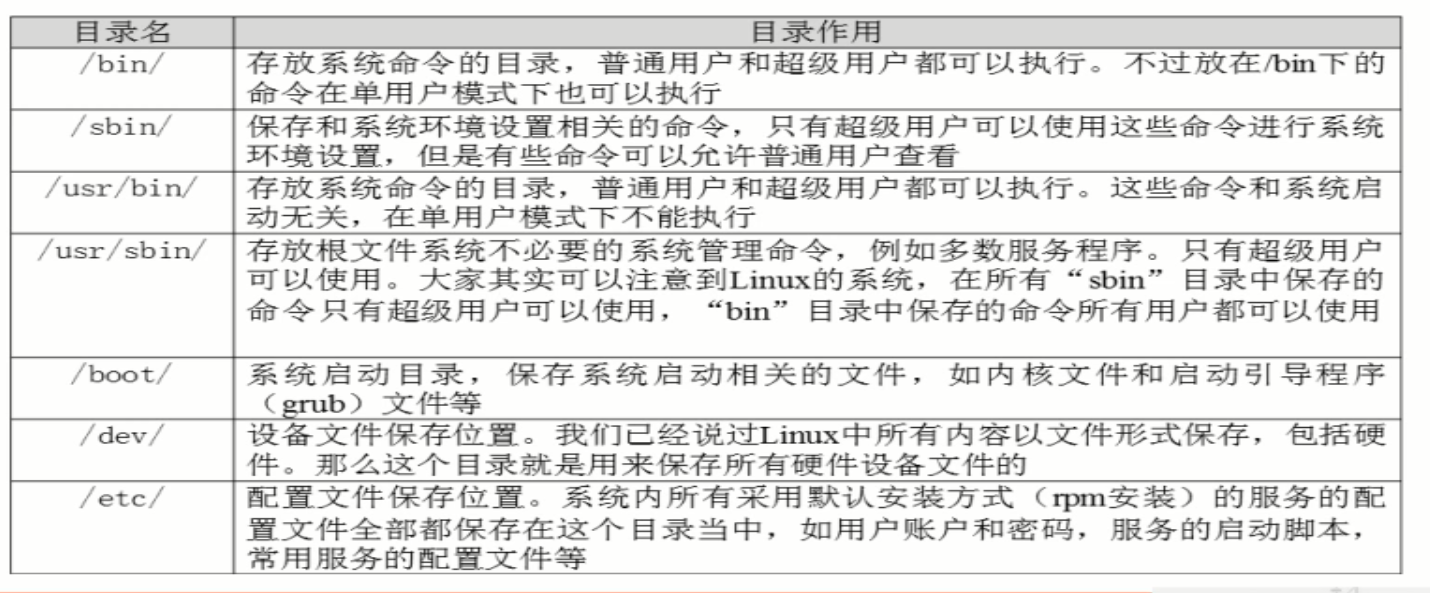 目录名 目录作用
/bin/ 存放系统命令的目录，普通用户和超级用户都可以执行。不过放在/bin下的
命令在单用户模式下也可以执行
/sbin/ 保存和系统环境设置相关的命令，只有超级用户可以使用这些命令进行系统
环境设置，但是有些命令可以允许普通用户查看
/usr/bin/ 存放系统命令的目录，普通用户和超级用户都可以执行。这些命令和系统启
动无关，在单用户模式下不能执行
/usr/sbin/ 存放根文件系统不必要的系统管理命令，例如多数服务程序。只有超级用户
可以使用。大家其实可以注意到Linux的系统，在所有“sbin”目录中保存的
命令只有超级用户可以使用，“bin”目录中保存的命令所有用户都可以使用
/boot/ 系统启动目录，保存系统启动相关的文件，如内核文件和启动引导程序
（grub）文件等
/dev/ 设备文件保存位置。我们已经说过Linux中所有内容以文件形式保存，包括硬
件。那么这个目录就是用来保存所有硬件设备文件的
/etc/ 配置文件保存位置。系统内所有采用默认安装方式（rpm安装）的服务的配
置文件全部都保存在这个目录当中，如用户账户和密码，服务的启动脚本，
常用服务的配置文件等